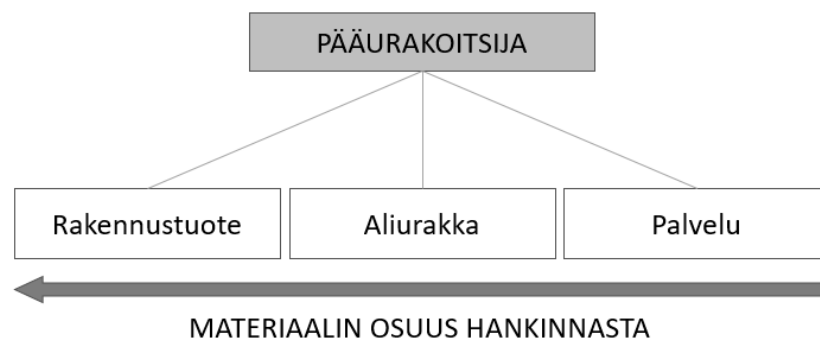 PÄÄURAKOITSIJA
Rakennustuote
Aliurakka
Palvelu
MATERIAALIN OSUUS HANKINNASTA